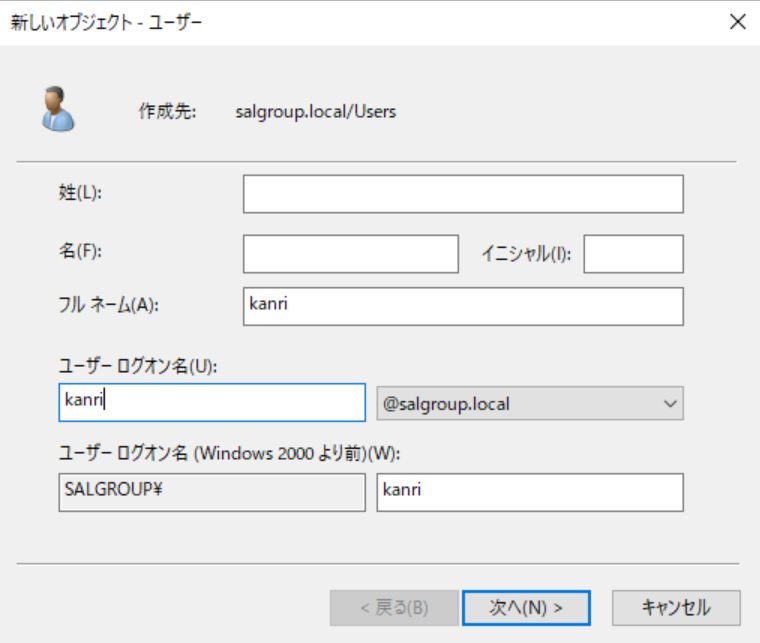 新しいオブジェクト - ユーザー
作成先: salgroup.local/Users
姓(L):
名(F): イニシャル(I):
フル ネーム(A): kanri
ユーザー ログオン名(U):
kanri @salgroup.local
ユーザー ログオン名 (Windows 2000 より前)(W):
SALGROUP¥ kanri
< 戻る(B) 次へ(N) > キャンセル